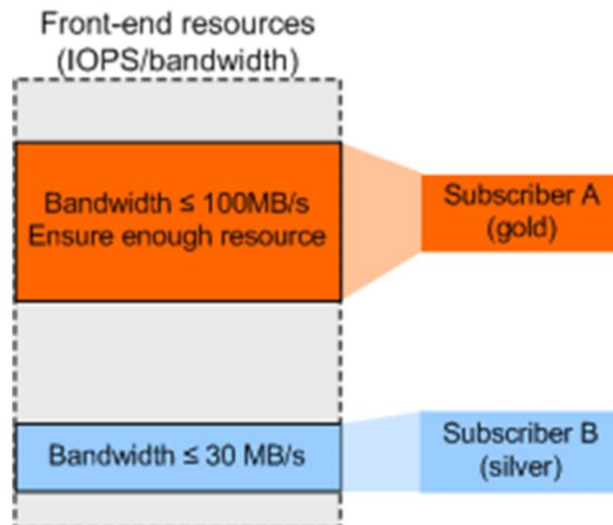 Front-end resources
(IOPS/bandwidth)
Bandwidth ≤ 100MB/s
Ensure enough resource
Subscriber A
(gold)
Bandwidth ≤ 30 MB/s
Subscriber B
(silver)